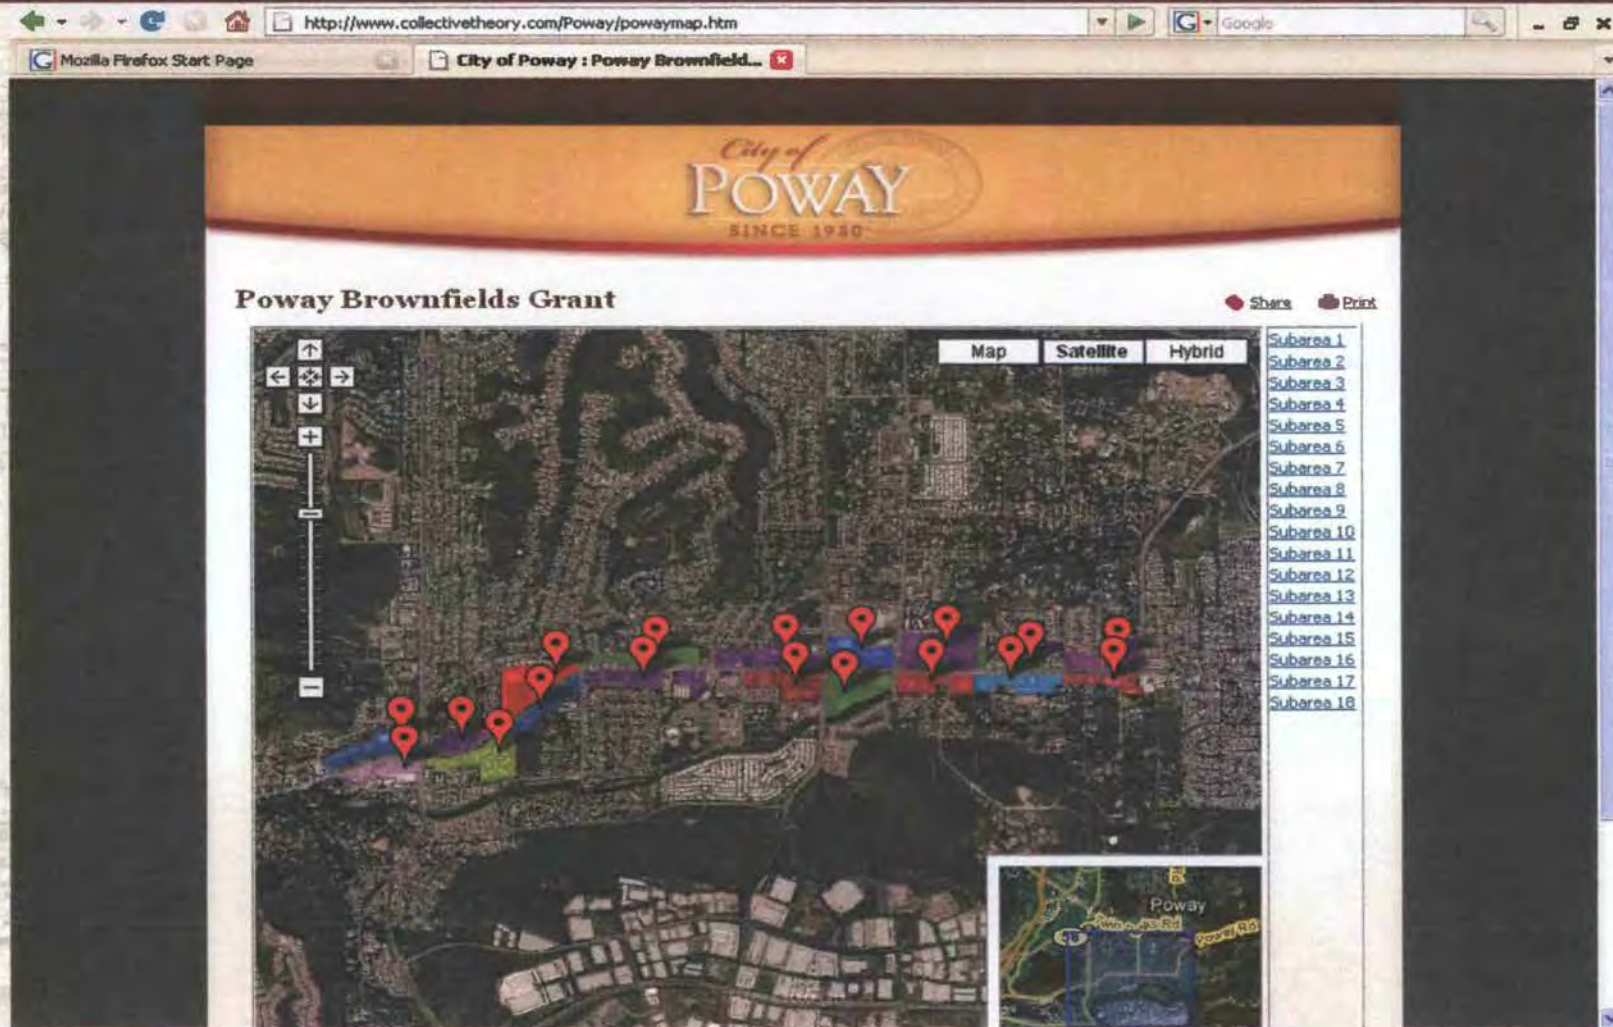 http://www.collectivetheory.com/Poway/powaymap.htm
Google
Mozilla Firefox Start Page
City of Poway : Poway Brownfield...
City of
POWAY
SINCE 1980
Poway Brownfields Grant
Share
Print
Map
Satellite
Hybrid
Subarea 1
Subarea 2
Subarea 3
Subarea 4
Subarea 5
Subarea 6
Subarea 7
Subarea 8
Subarea 9
Subarea 10
Subarea 11
Subarea 12
Subarea 13
Subarea 14
Subarea 15
Subarea 16
Subarea 17
Subarea 18
Poway
Rd
Poway Rd